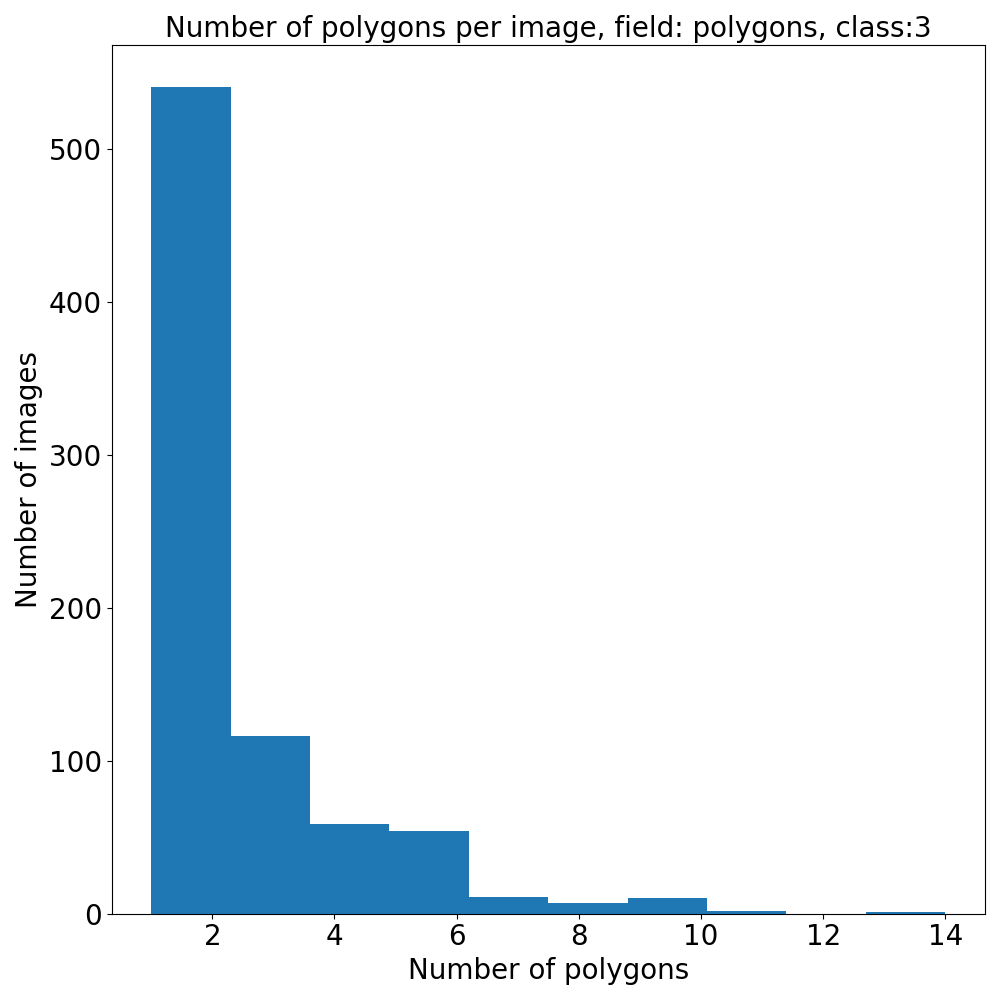 Number of polygons per image, field: polygons, class:3
Number of images
500
400
300
200
100
0
2 4 6 8 10 12 14
Number of polygons